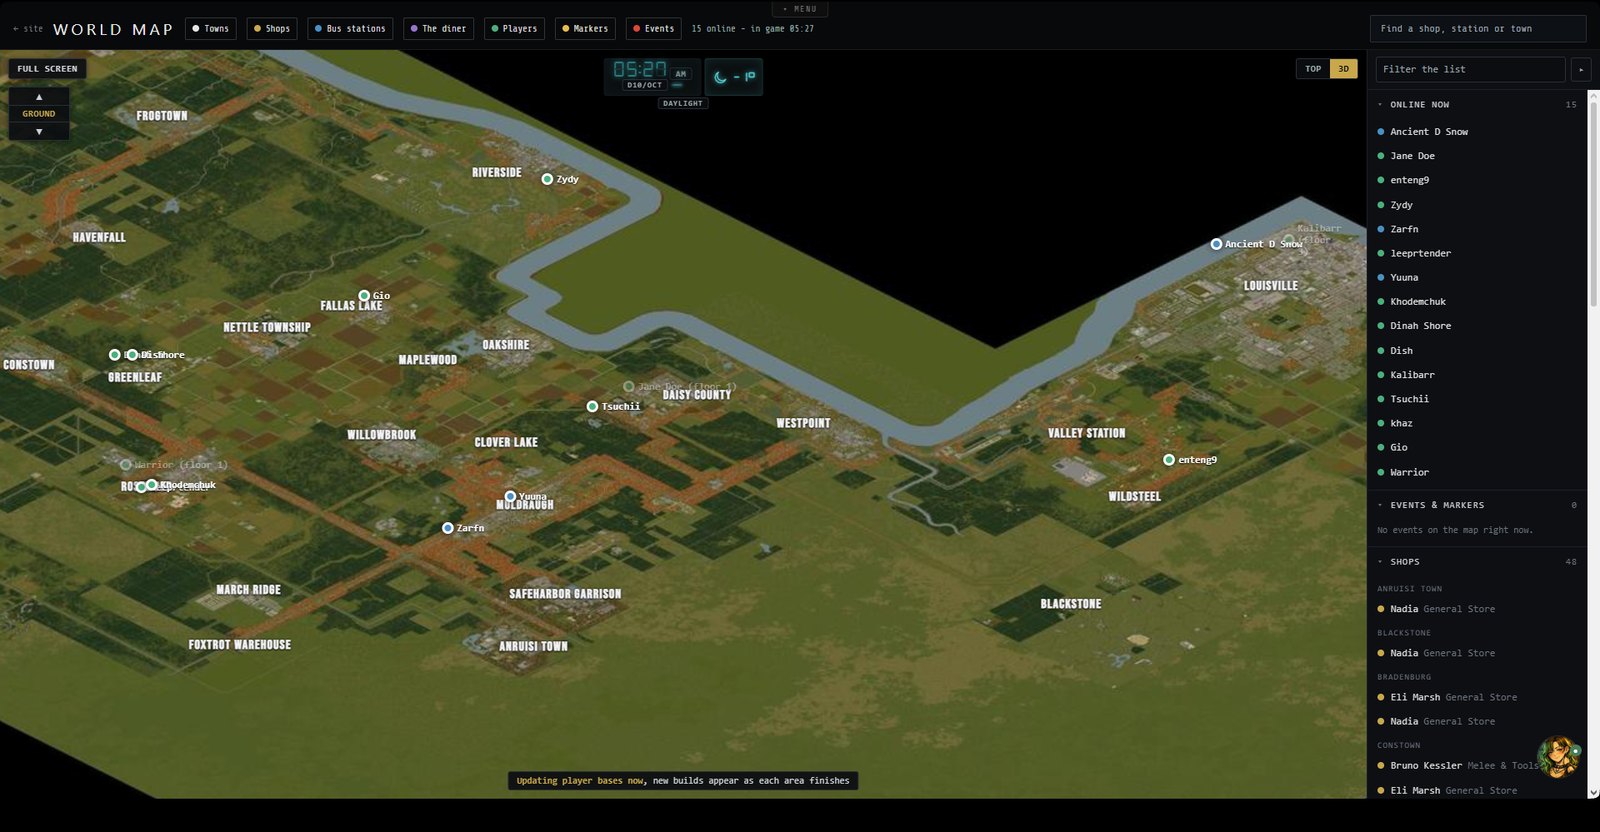 ▾ MENU
← site
WORLD MAP
Towns
Shops
Bus stations
The diner
Players
Markers
Events
15 online - in game 05:27
Find a shop, station or town
FULL SCREEN
▲
GROUND
▼
05:27
AM
D10/OCT
-1°
DAYLIGHT
TOP
3D
FROGTOWN
RIVERSIDE
Zydy
HAVENFALL
Ancient D Snow
Kalibarr
(floor
LOUISVILLE
Gio
FALLAS LAKE
NETTLE TOWNSHIP
OAKSHIRE
MAPLEWOOD
CONSTOWN
GREENLEAF
Jane Doe (floor 1)
DAISY COUNTY
Tsuchii
WESTPOINT
WILLOWBROOK
CLOVER LAKE
VALLEY STATION
enteng9
Warrior (floor 1)
Khodemchuk
WILDSTEEL
Yuuna
MULDRAUGH
Zarfn
MARCH RIDGE
SAFEHARBOR GARRISON
BLACKSTONE
FOXTROT WAREHOUSE
ANRUISI TOWN
Updating player bases now, new builds appear as each area finishes
Filter the list
▸
▾ ONLINE NOW 15
Ancient D Snow
Jane Doe
enteng9
Zydy
Zarfn
leeprtender
Yuuna
Khodemchuk
Dinah Shore
Dish
Kalibarr
Tsuchii
khaz
Gio
Warrior
▾ EVENTS & MARKERS 0
No events on the map right now.
▾ SHOPS 48
ANRUISI TOWN
Nadia General Store
BLACKSTONE
Nadia General Store
BRADENBURG
Eli Marsh General Store
Nadia General Store
CONSTOWN
Bruno Kessler Melee & Tools
Eli Marsh General Store